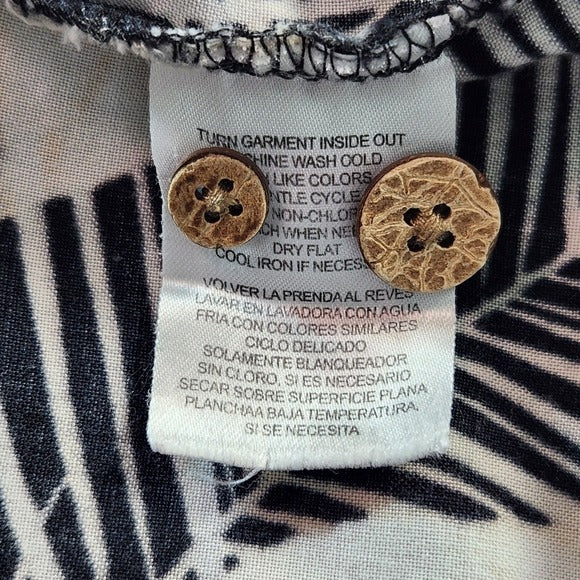 TURN GARMENT INSIDE OUT
HINE WASH COLD
LIKE COLORS
NTLE CYCLE
NON-CHLOR
CH WHEN NE
DRY FLAT
COOL IRON IF NECESS
VOLVER LA PRENDA AL REVES
LAVAR EN LAVADORA CON AGUA
FRIA CON COLORES SIMILARES
CICLO DELICADO
SOLAMENTE BLANQUEADOR
SIN CLORO, SI ES NECESARIO
SECAR SOBRE SUPERFICIE PLANA
PLANCHA A BAJA TEMPERATURA,
SI SE NECESITA